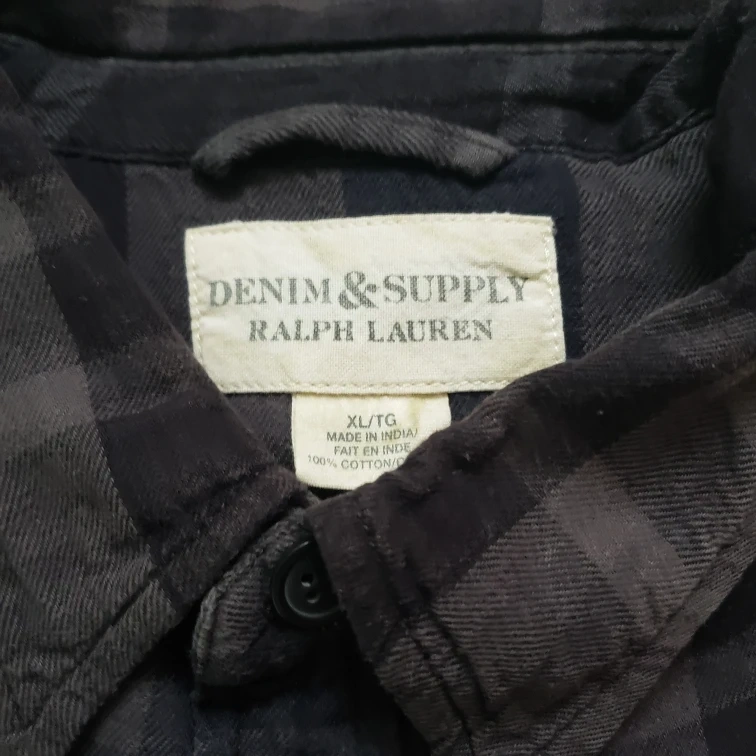 DENIM & SUPPLY
RALPH LAUREN
XL/TG
MADE IN INDIA/
FAIT EN INDE
100% COTTON/